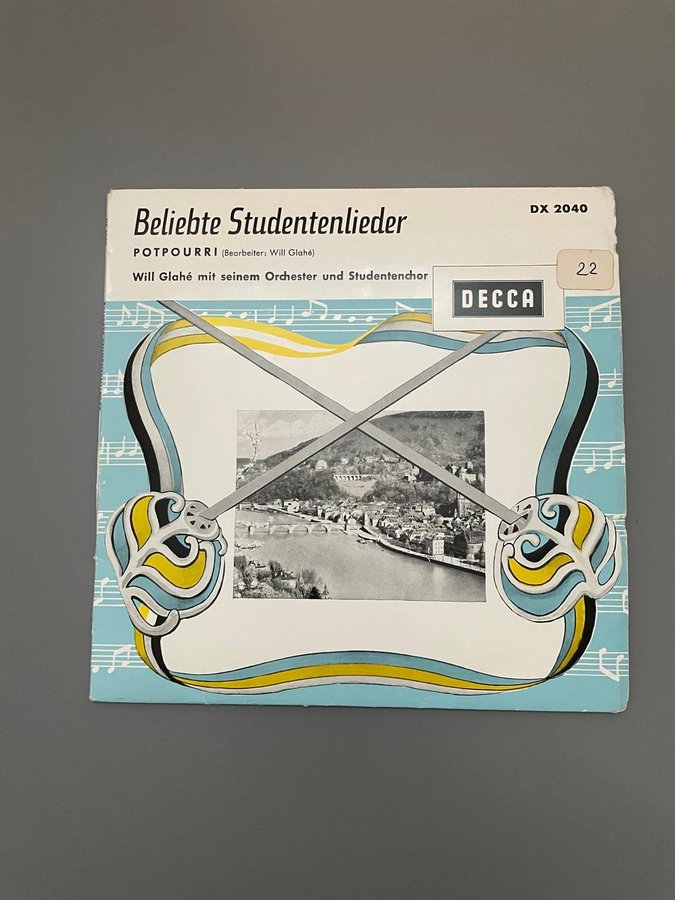 Beliebte Studentenlieder
DX 2040
POTPOURRI (Bearbeiter: Will Glahé)
Will Glahé mit seinem Orchester und Studentenchor
22
DECCA